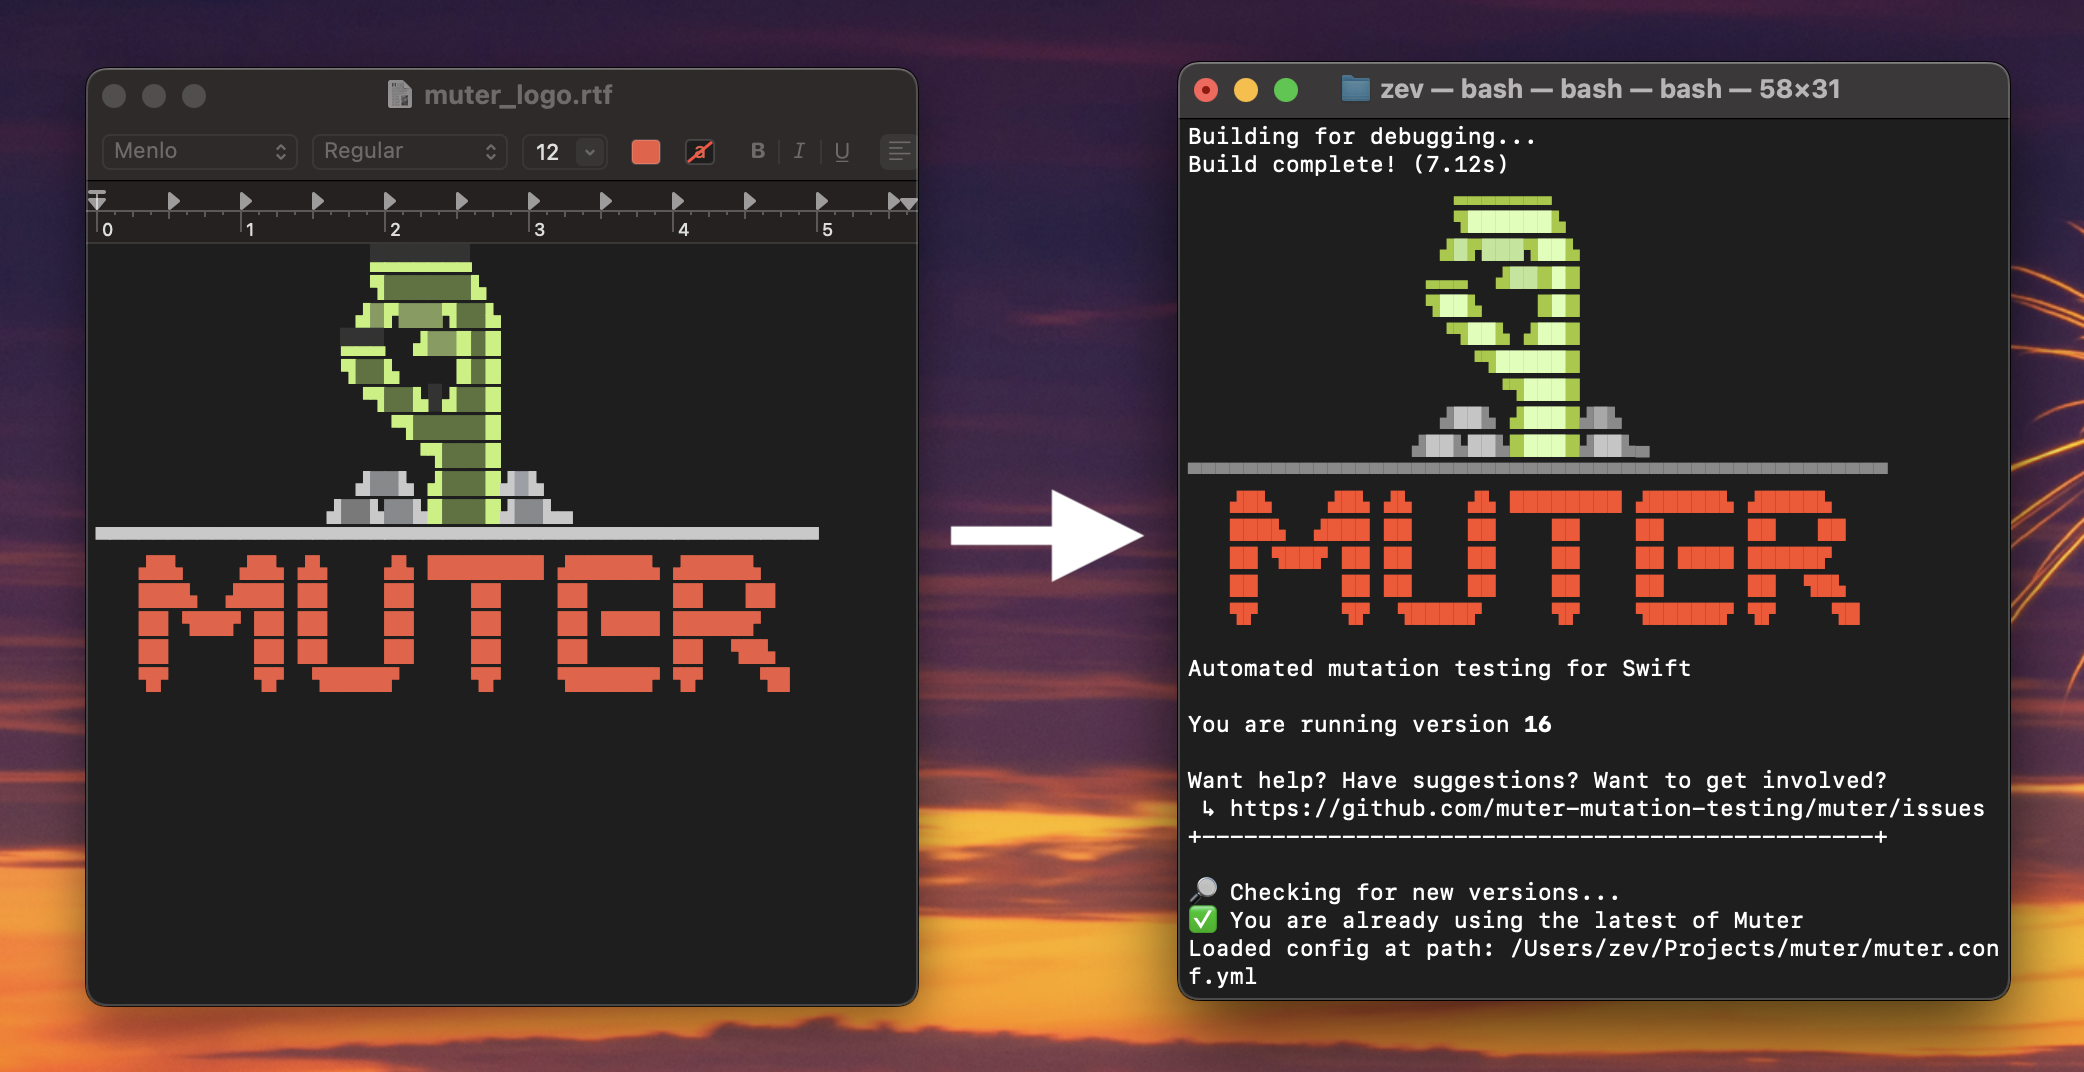 muter_logo.rtf
Menlo Regular 12 a B I U
0 1 2 3 4 5
MUTER
zev — bash — bash — bash — 58×31
Building for debugging...
Build complete! (7.12s)
MUTER
Automated mutation testing for Swift
You are running version 16
Want help? Have suggestions? Want to get involved?
↳ https://github.com/muter-mutation-testing/muter/issues
+------------------------------------------------+
🔎 Checking for new versions...
✅ You are already using the latest of Muter
Loaded config at path: /Users/zev/Projects/muter/muter.con
f.yml